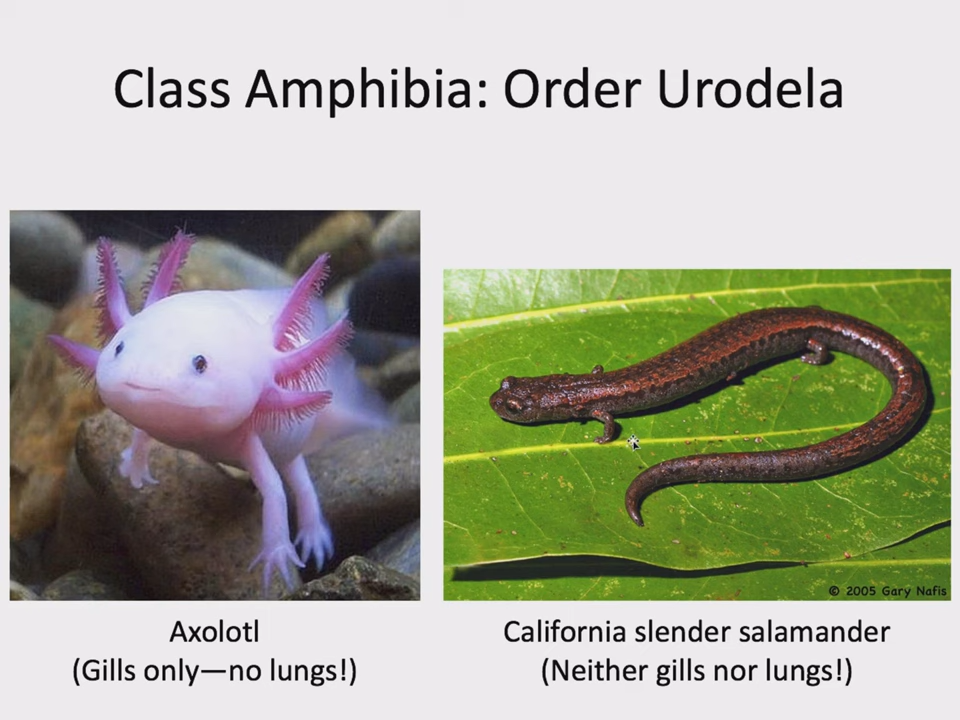 Class Amphibia: Order Urodela
© 2005 Gary Nafis
Axolotl
(Gills only—no lungs!)
California slender salamander
(Neither gills nor lungs!)